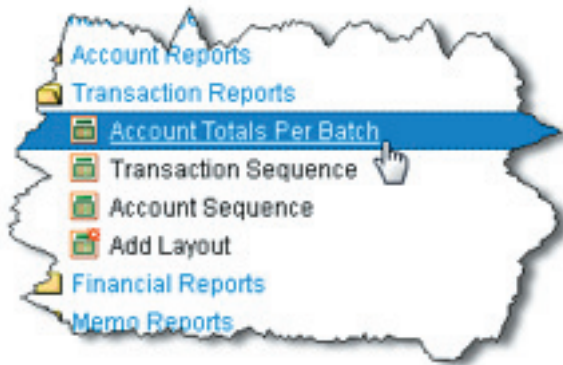 Account Reports
Transaction Reports
Account Totals Per Batch
Transaction Sequence
Account Sequence
Add Layout
Financial Reports
Memo Reports